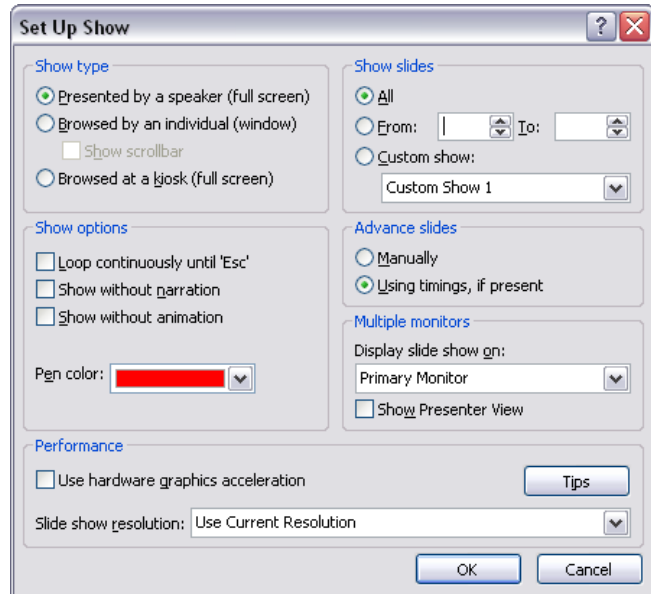 Set Up Show
Show type
Presented by a speaker (full screen)
Browsed by an individual (window)
Show scrollbar
Browsed at a kiosk (full screen)
Show slides
All
From: To:
Custom show:
Custom Show 1
Show options
Loop continuously until 'Esc'
Show without narration
Show without animation
Pen color:
Advance slides
Manually
Using timings, if present
Multiple monitors
Display slide show on:
Primary Monitor
Show Presenter View
Performance
Use hardware graphics acceleration
Tips
Slide show resolution: Use Current Resolution
OK Cancel